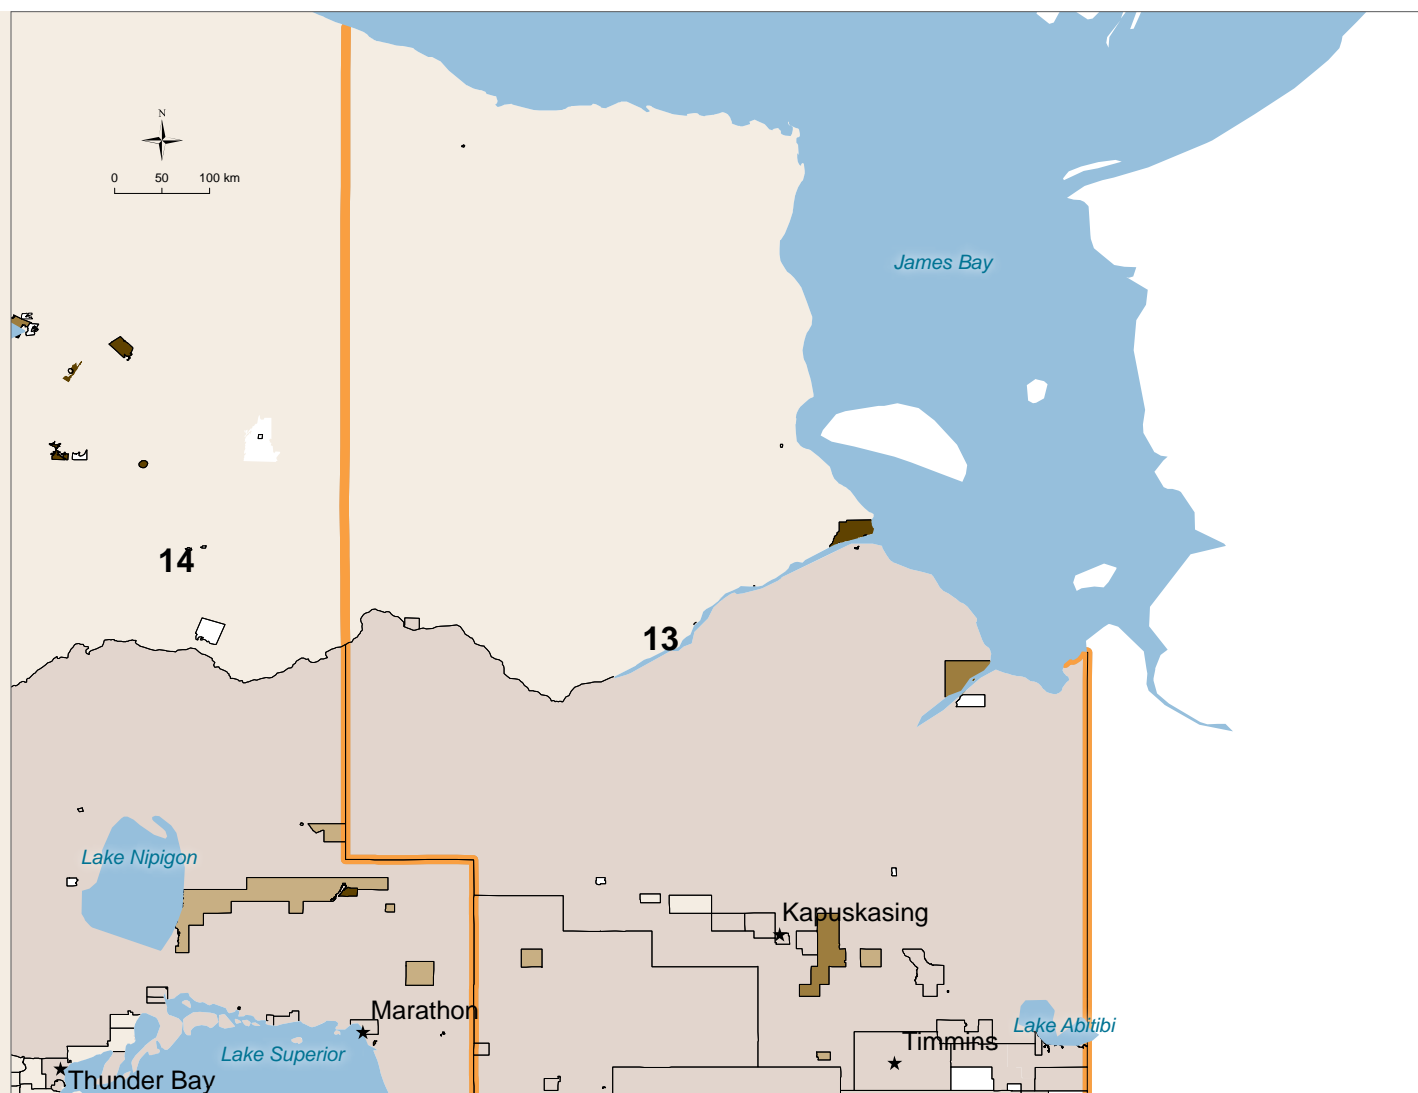 N
0 50 100 km
James Bay
14
13
Lake Nipigon
Kapuskasing
Marathon
Lake Abitibi
Timmins
Lake Superior
Thunder Bay